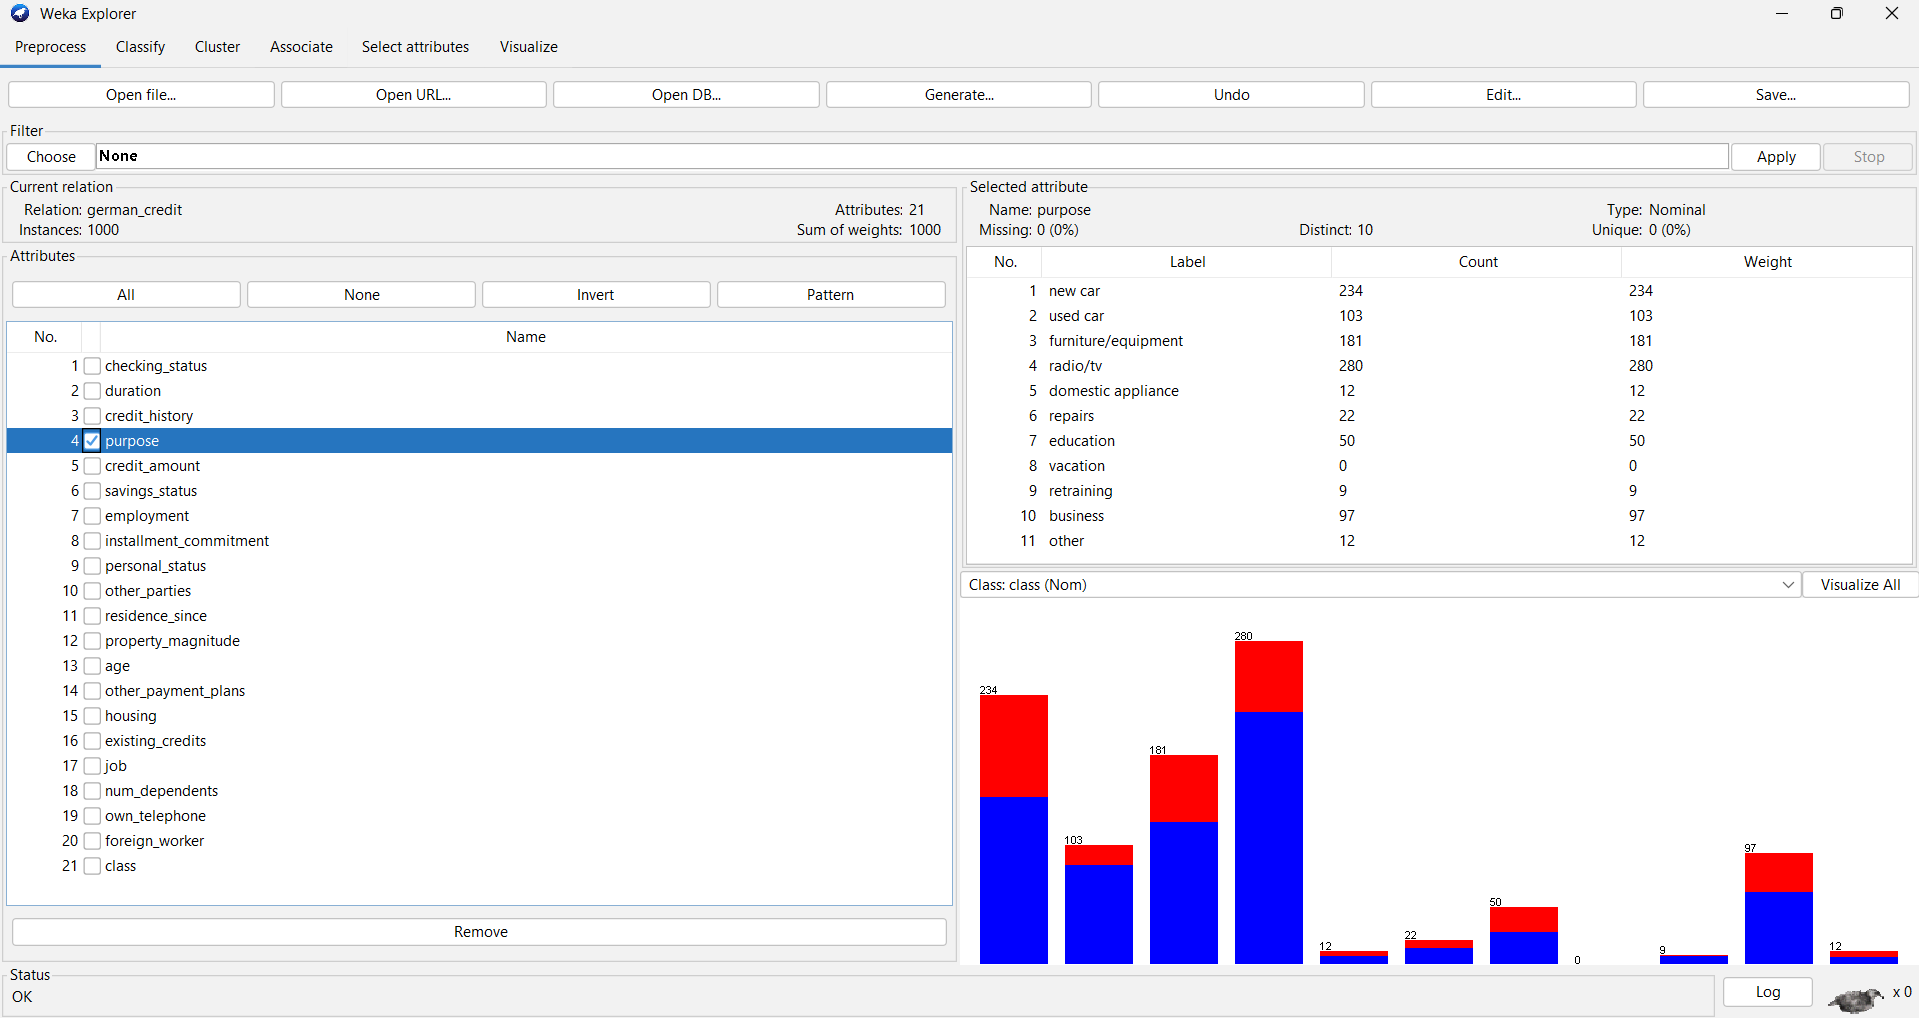 Weka Explorer
Preprocess Classify Cluster Associate Select attributes Visualize
Open file... Open URL... Open DB... Generate... Undo Edit... Save...
Filter
Choose None Apply Stop
Current relation
Relation: german_credit Attributes: 21
Instances: 1000 Sum of weights: 1000
Attributes
All None Invert Pattern
No. Name
1 checking_status
2 duration
3 credit_history
4 purpose
5 credit_amount
6 savings_status
7 employment
8 installment_commitment
9 personal_status
10 other_parties
11 residence_since
12 property_magnitude
13 age
14 other_payment_plans
15 housing
16 existing_credits
17 job
18 num_dependents
19 own_telephone
20 foreign_worker
21 class
Remove
Selected attribute
Name: purpose Type: Nominal
Missing: 0 (0%) Distinct: 10 Unique: 0 (0%)
No. Label Count Weight
1 new car 234 234
2 used car 103 103
3 furniture/equipment 181 181
4 radio/tv 280 280
5 domestic appliance 12 12
6 repairs 22 22
7 education 50 50
8 vacation 0 0
9 retraining 9 9
10 business 97 97
11 other 12 12
Class: class (Nom) Visualize All
234 103 181 280 12 22 50 0 9 97 12
Status
OK Log x 0